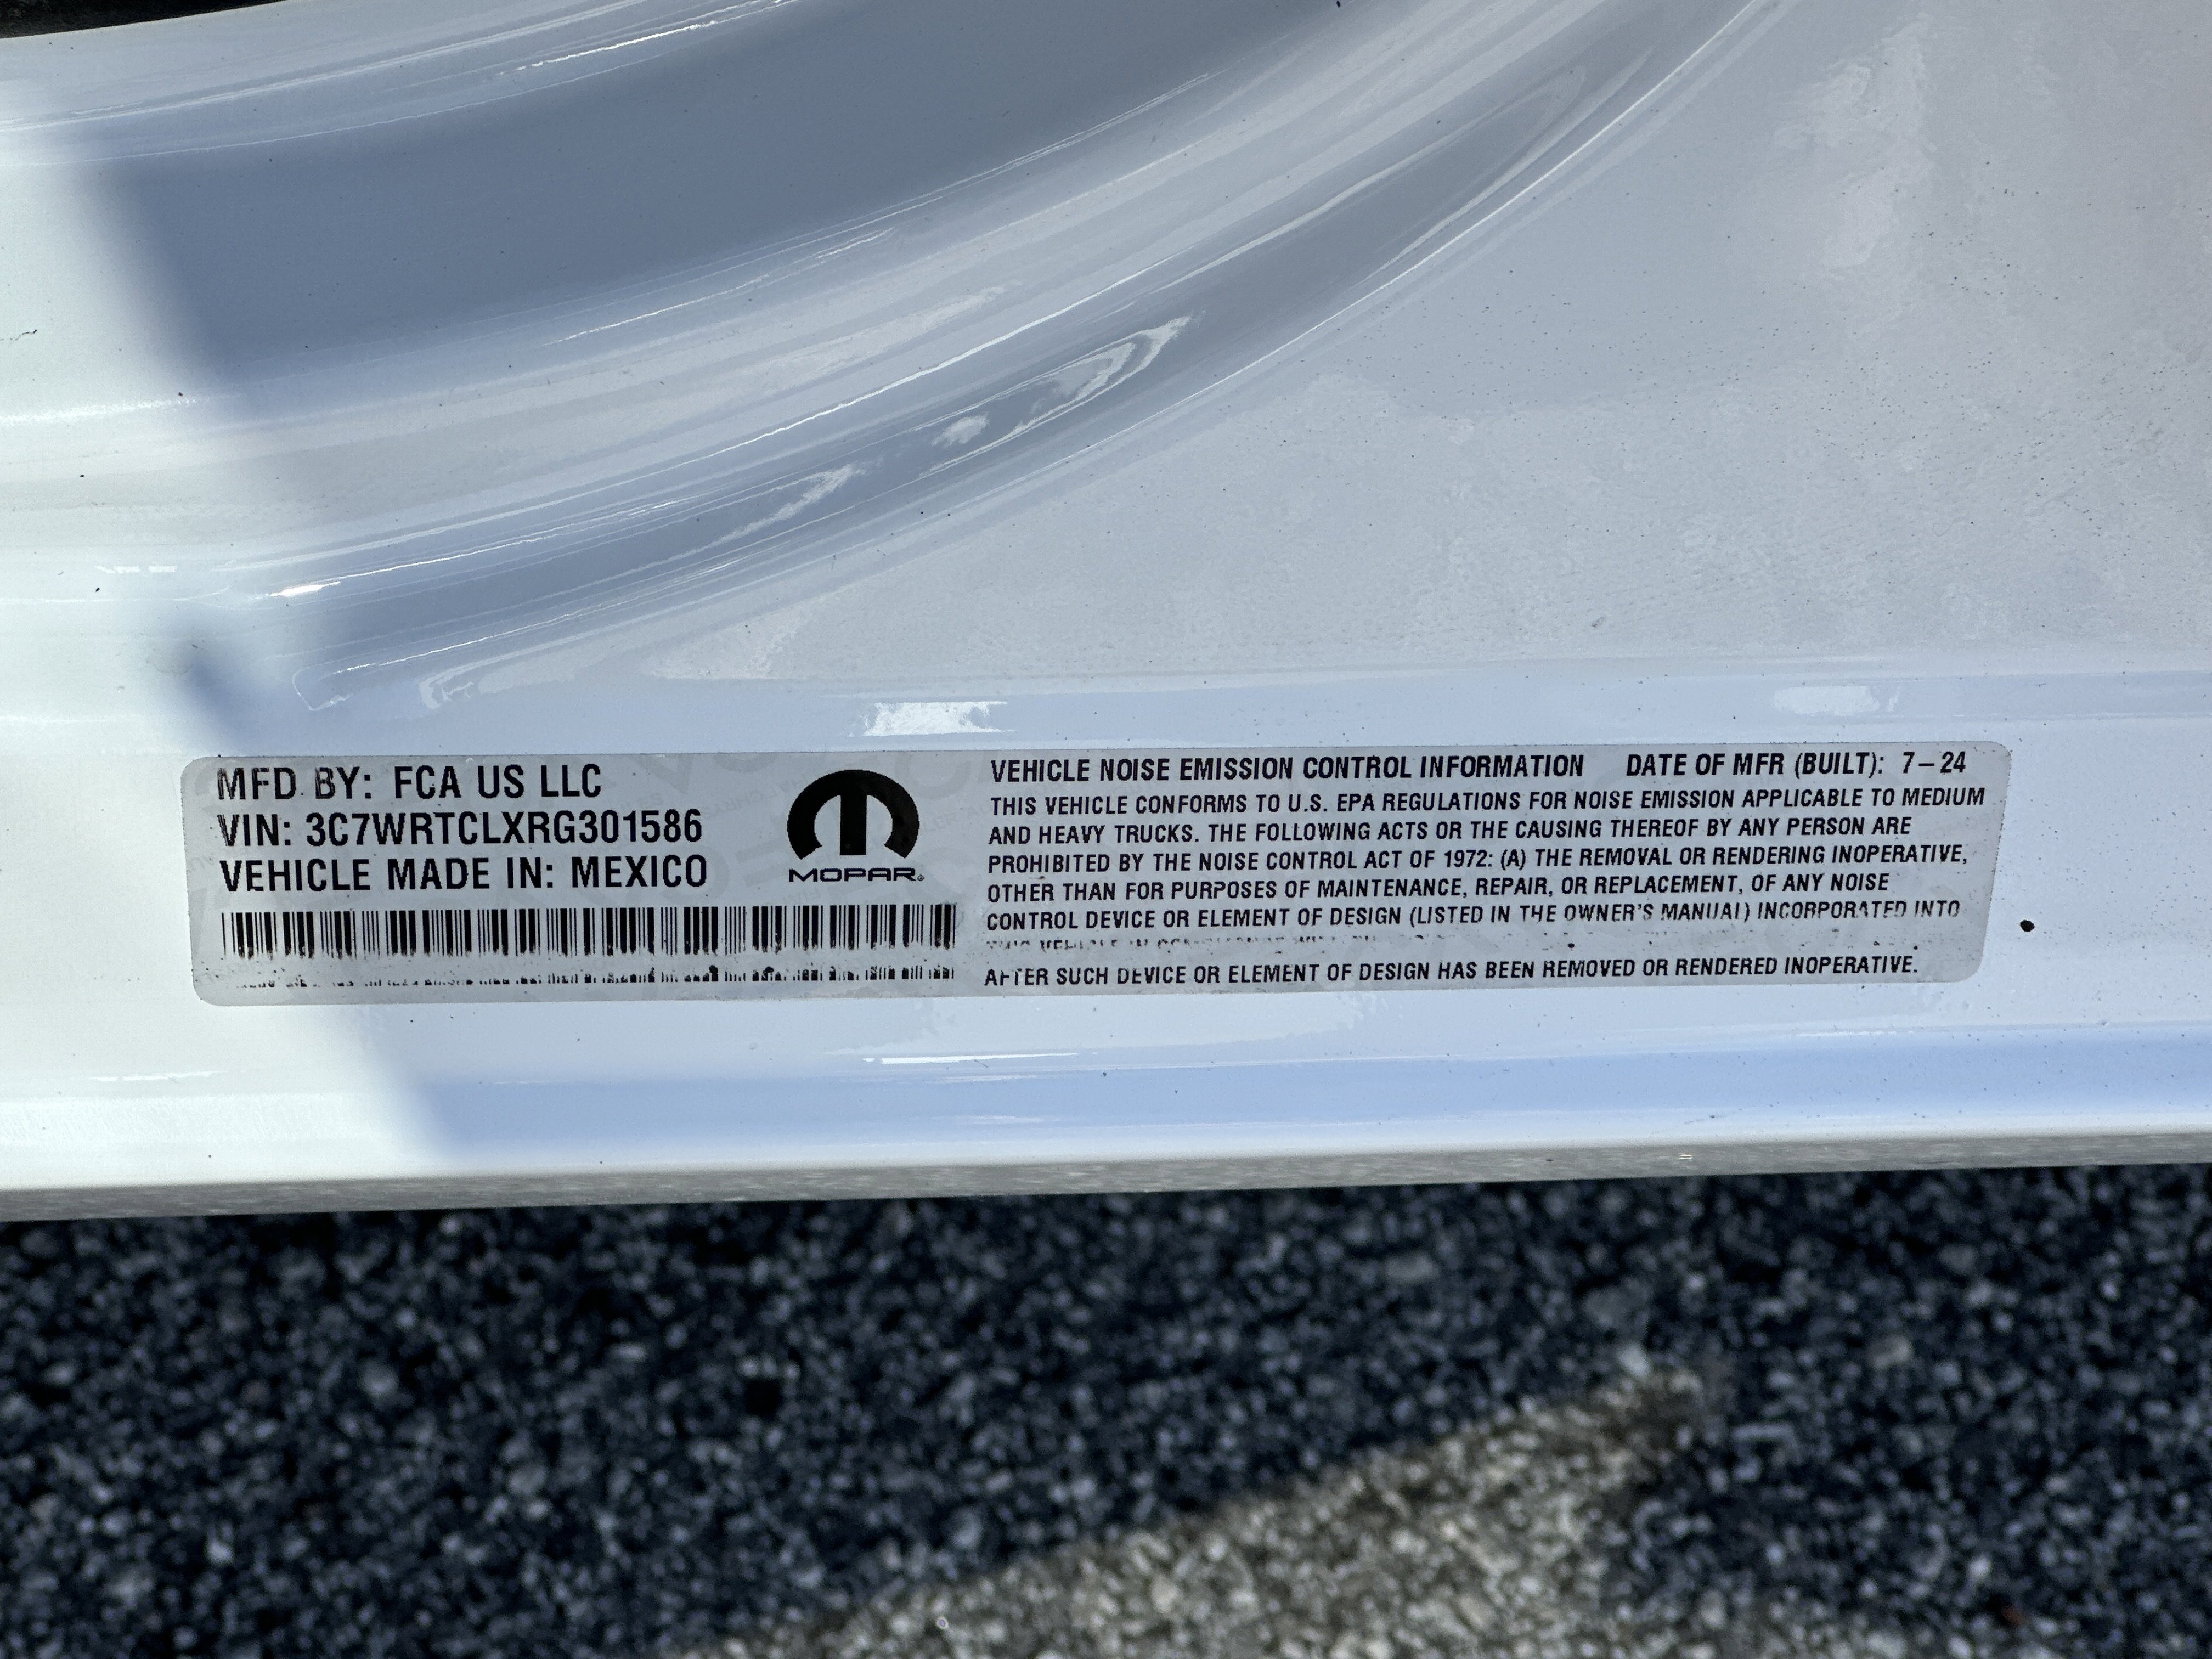 MFD BY: FCA US LLC
VIN: 3C7WRTCLXRG301586
VEHICLE MADE IN: MEXICO
MOPAR®
VEHICLE NOISE EMISSION CONTROL INFORMATION DATE OF MFR (BUILT): 7-24
THIS VEHICLE CONFORMS TO U.S. EPA REGULATIONS FOR NOISE EMISSION APPLICABLE TO MEDIUM
AND HEAVY TRUCKS. THE FOLLOWING ACTS OR THE CAUSING THEREOF BY ANY PERSON ARE
PROHIBITED BY THE NOISE CONTROL ACT OF 1972: (A) THE REMOVAL OR RENDERING INOPERATIVE,
OTHER THAN FOR PURPOSES OF MAINTENANCE, REPAIR, OR REPLACEMENT, OF ANY NOISE
CONTROL DEVICE OR ELEMENT OF DESIGN (LISTED IN THE OWNER'S MANUAL) INCORPORATED INTO
THIS VEHICLE IN
AFTER SUCH DEVICE OR ELEMENT OF DESIGN HAS BEEN REMOVED OR RENDERED INOPERATIVE.